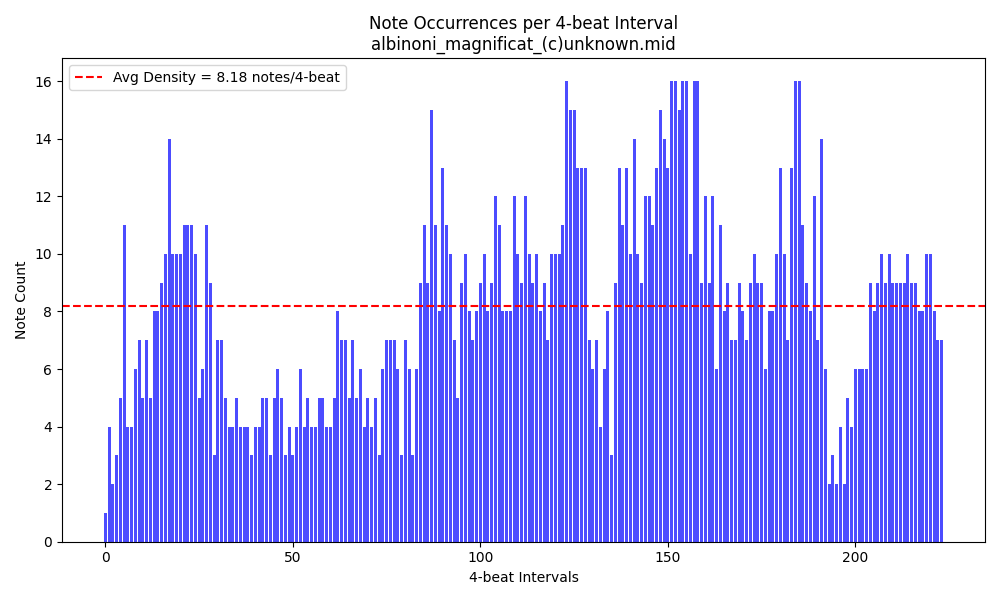 Note Occurrences per 4-beat Interval
albinoni_magnificat_(c)unknown.mid
Avg Density = 8.18 notes/4-beat
Note Count
16
14
12
10
8
6
4
2
0
0 50 100 150 200
4-beat Intervals